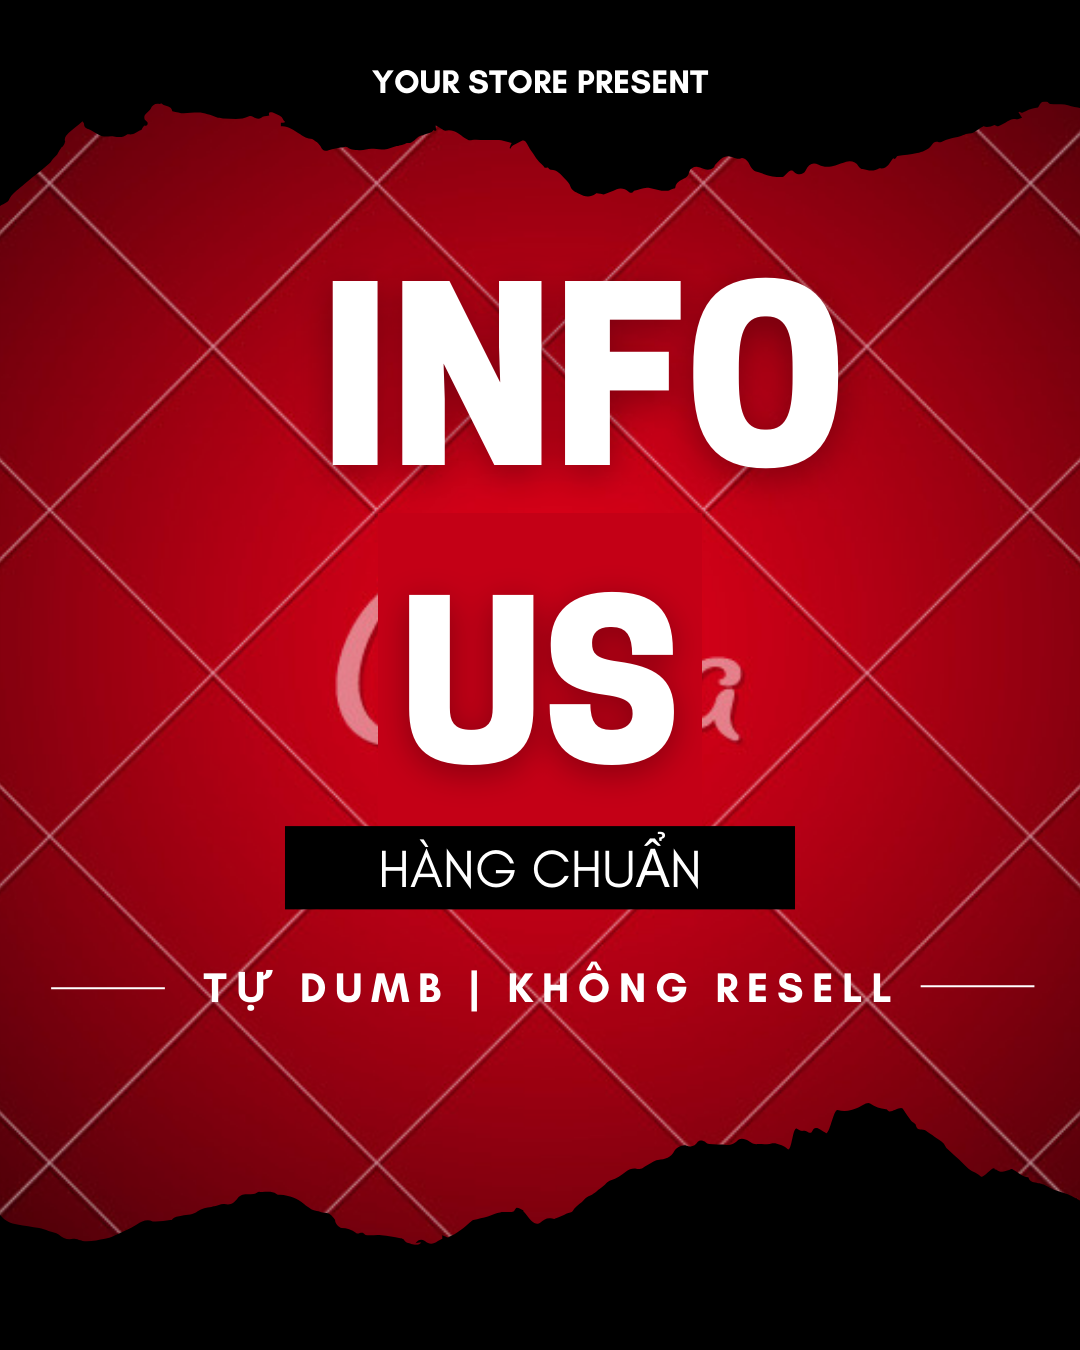 YOUR STORE PRESENT
INFO
US
HÀNG CHUẨN
TỰ DUMB | KHÔNG RESELL